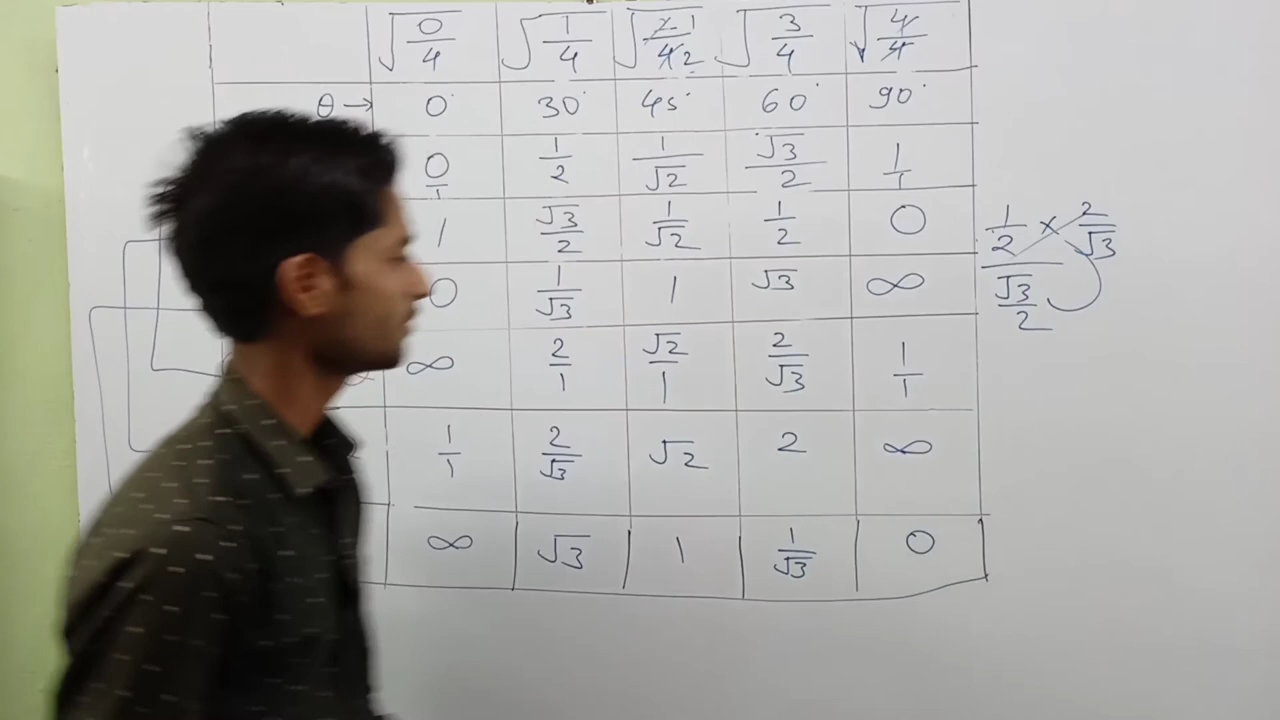 √0/4 √1/4 √2/4 1 2 √3/4 √4/4
θ → 0° 30° 45° 60° 90°
0/1 1/2 1/√2 √3/2 1/1
1 √3/2 1/√2 1/2 0
0 1/√3 1 √3 ∞
∞ 2/1 √2/1 2/√3 1/1
1/1 2/√3 √2 2 ∞
∞ √3 1 1/√3 0
1/2 × 2/√3
√3/2